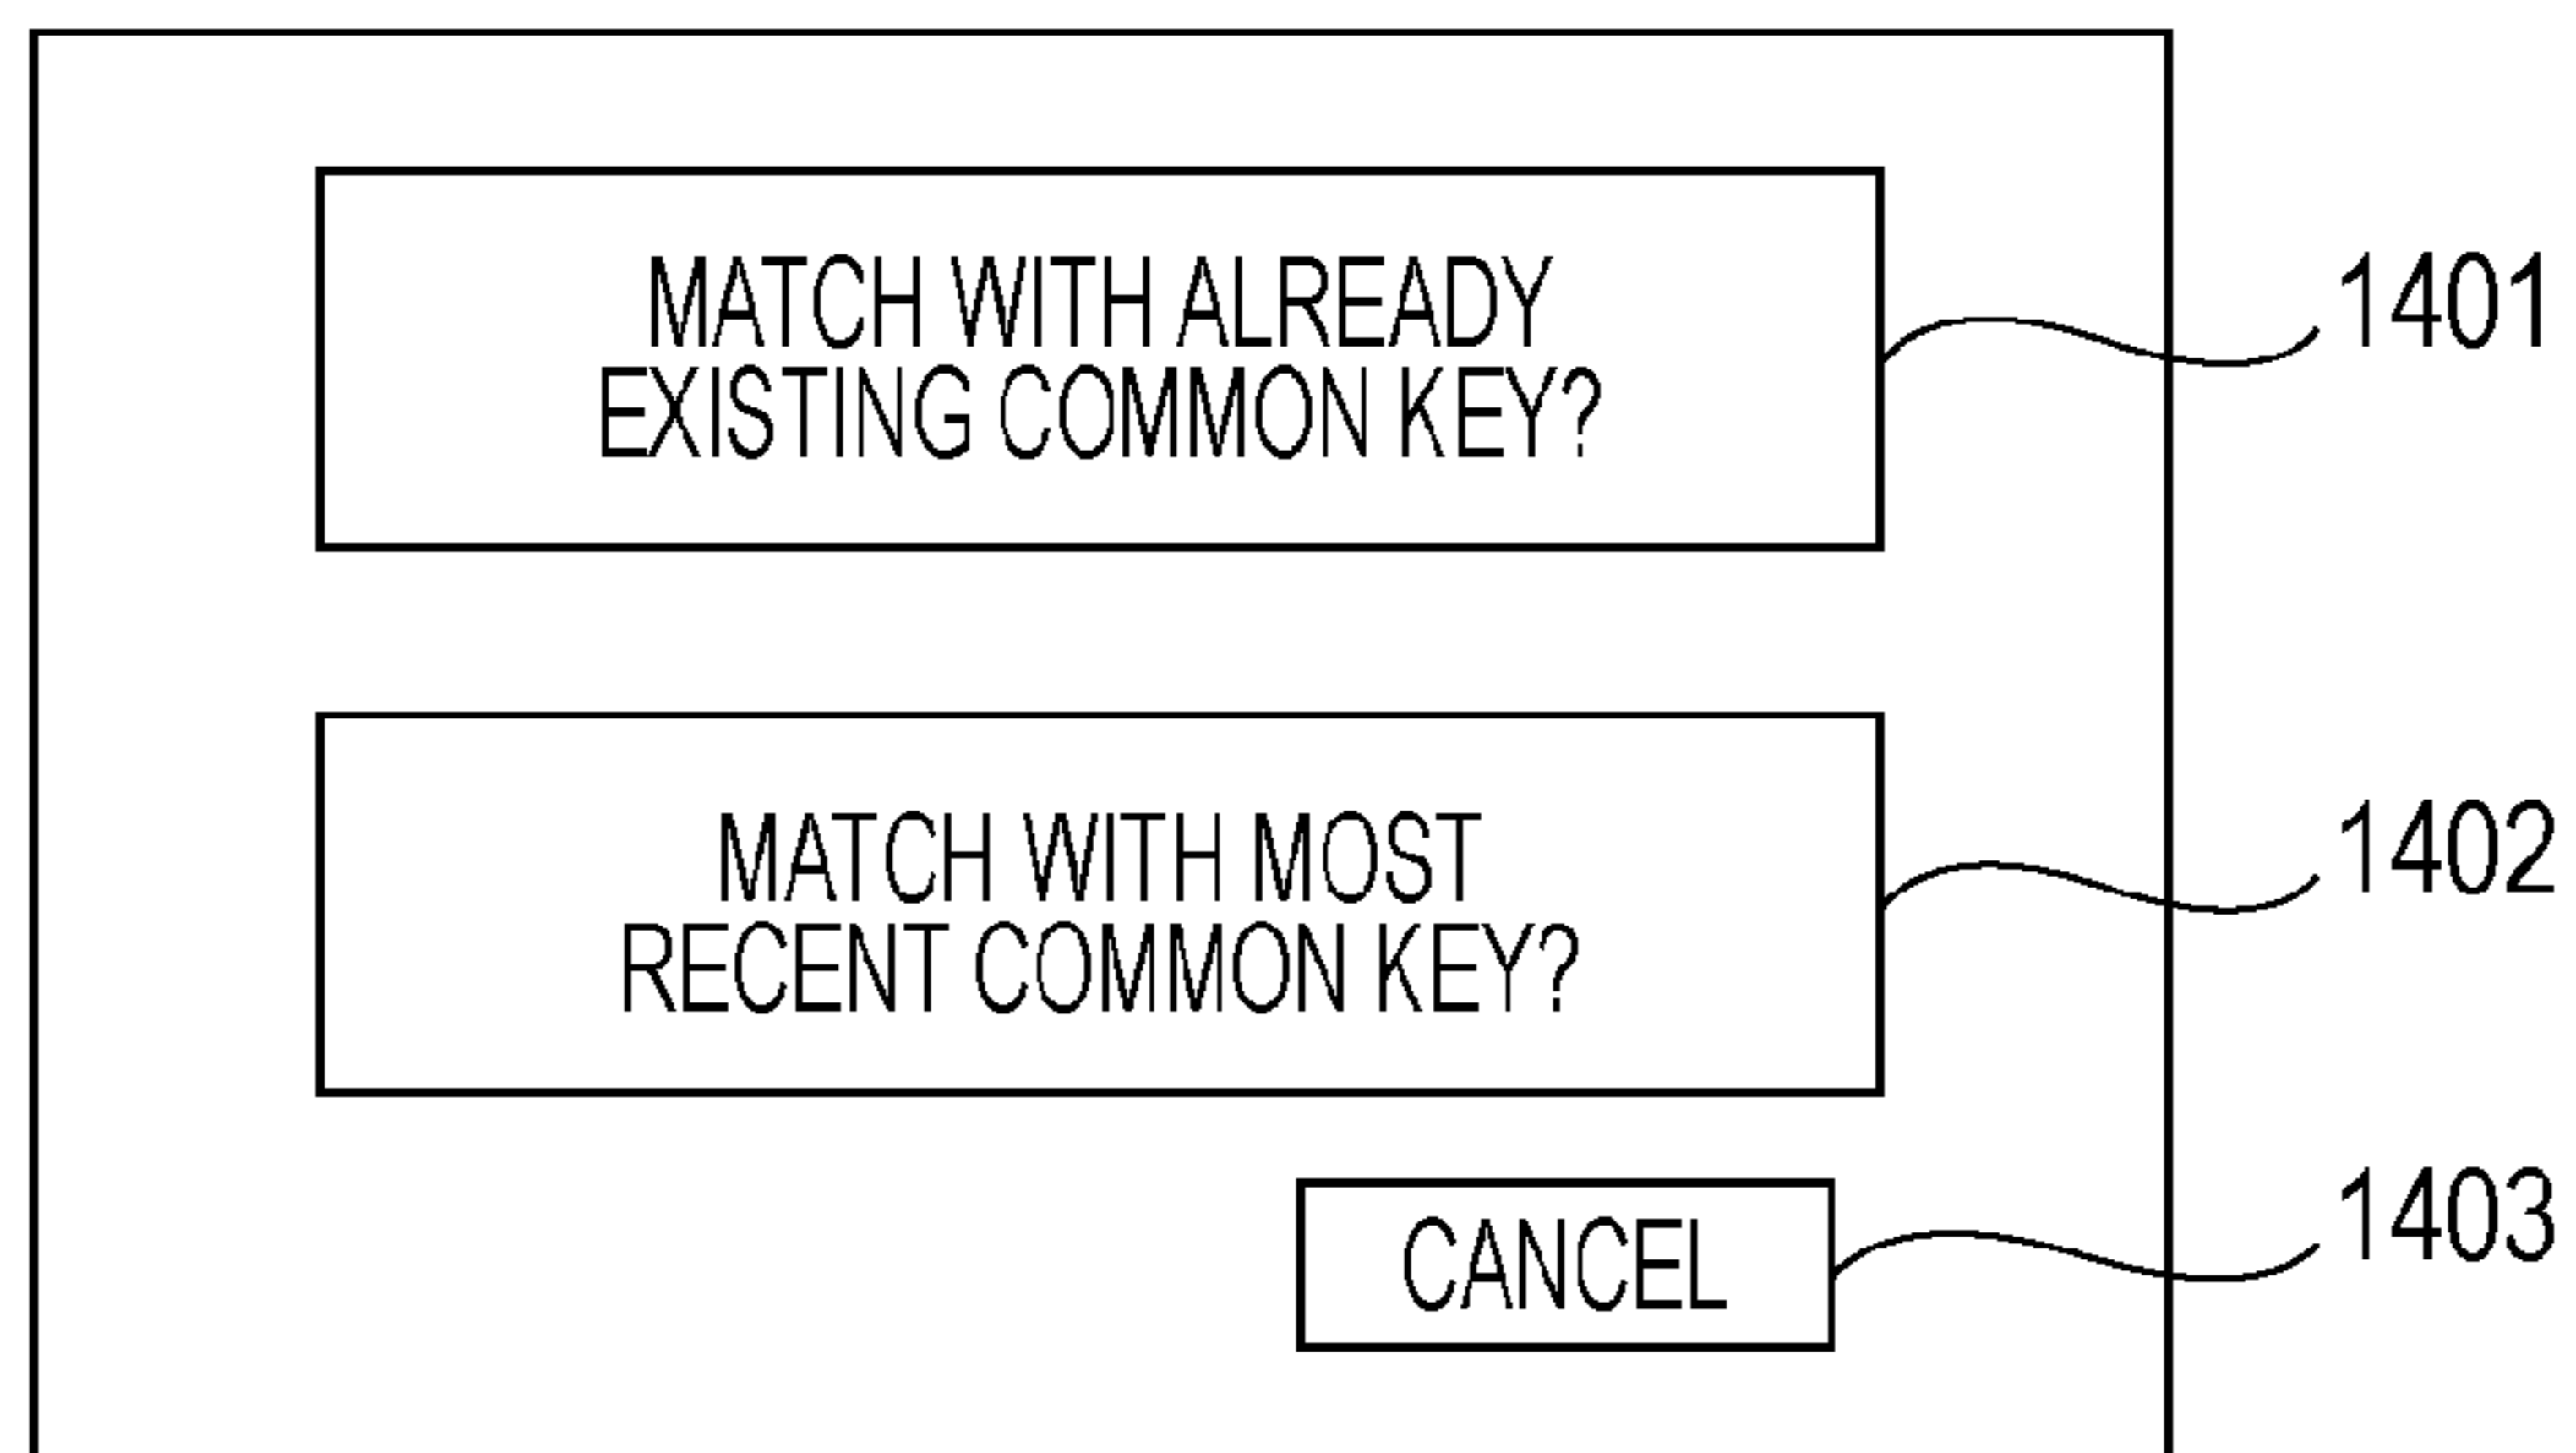 MATCH WITH ALREADY
EXISTING COMMON KEY?
1401
MATCH WITH MOST
RECENT COMMON KEY?
1402
CANCEL
1403